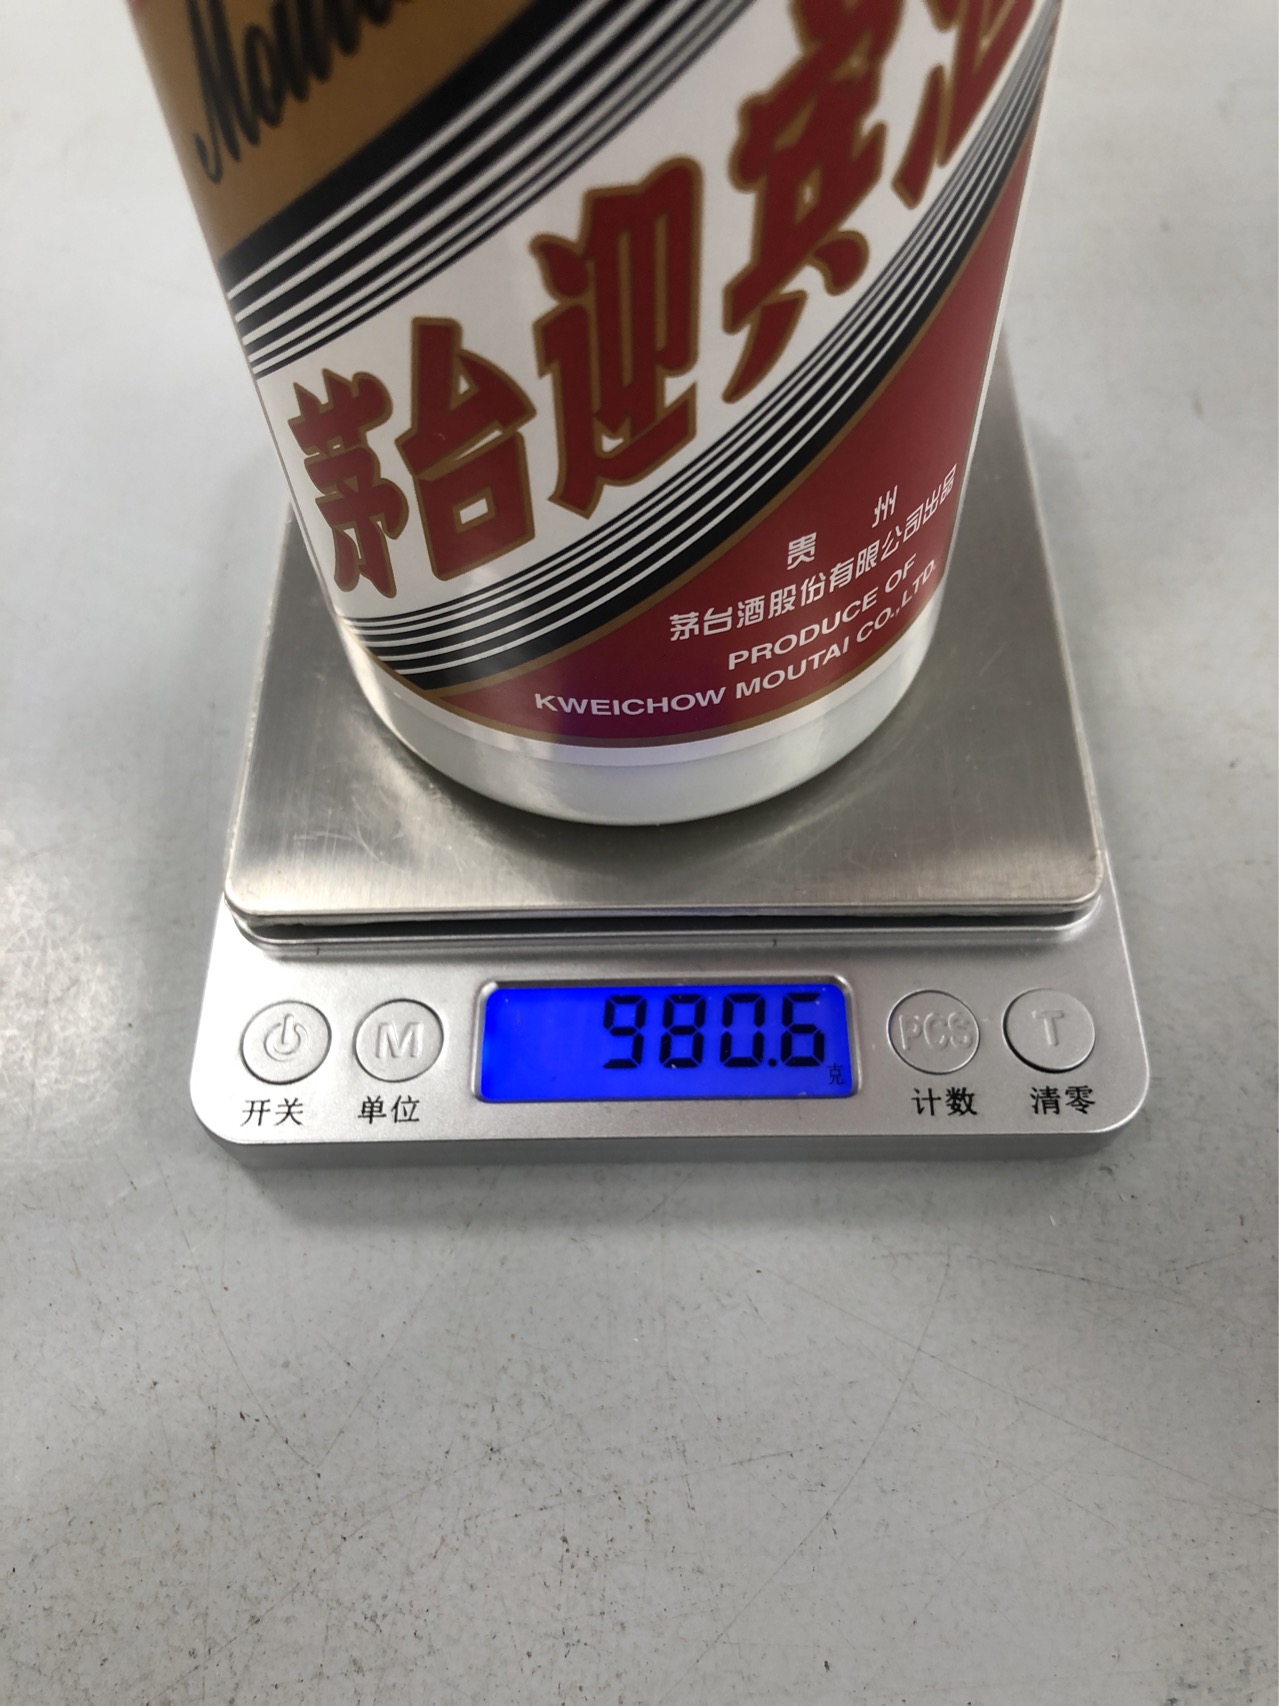 茅台迎宾酒
贵州
茅台酒股份有限公司出品
PRODUCE OF
KWEICHOW MOUTAI CO.,LTD.
980.6
克
M
PCS
T
开关
单位
计数
清零